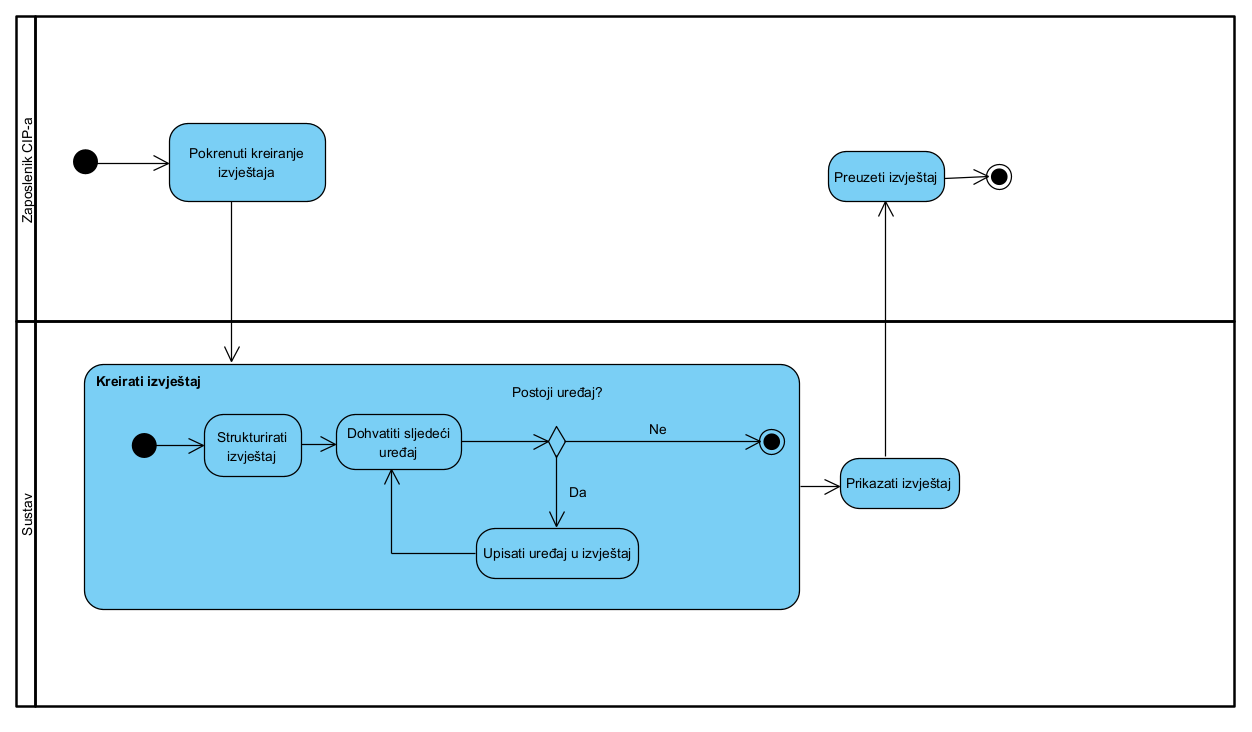 Zaposlenik CIP-a
Pokrenuti kreiranje
izvještaja
Preuzeti izvještaj
Sustav
Kreirati izvještaj
Postoji uređaj?
Strukturirati
izvještaj
Dohvatiti sljedeći
uređaj
Ne
Da
Upisati uređaj u izvještaj
Prikazati izvještaj